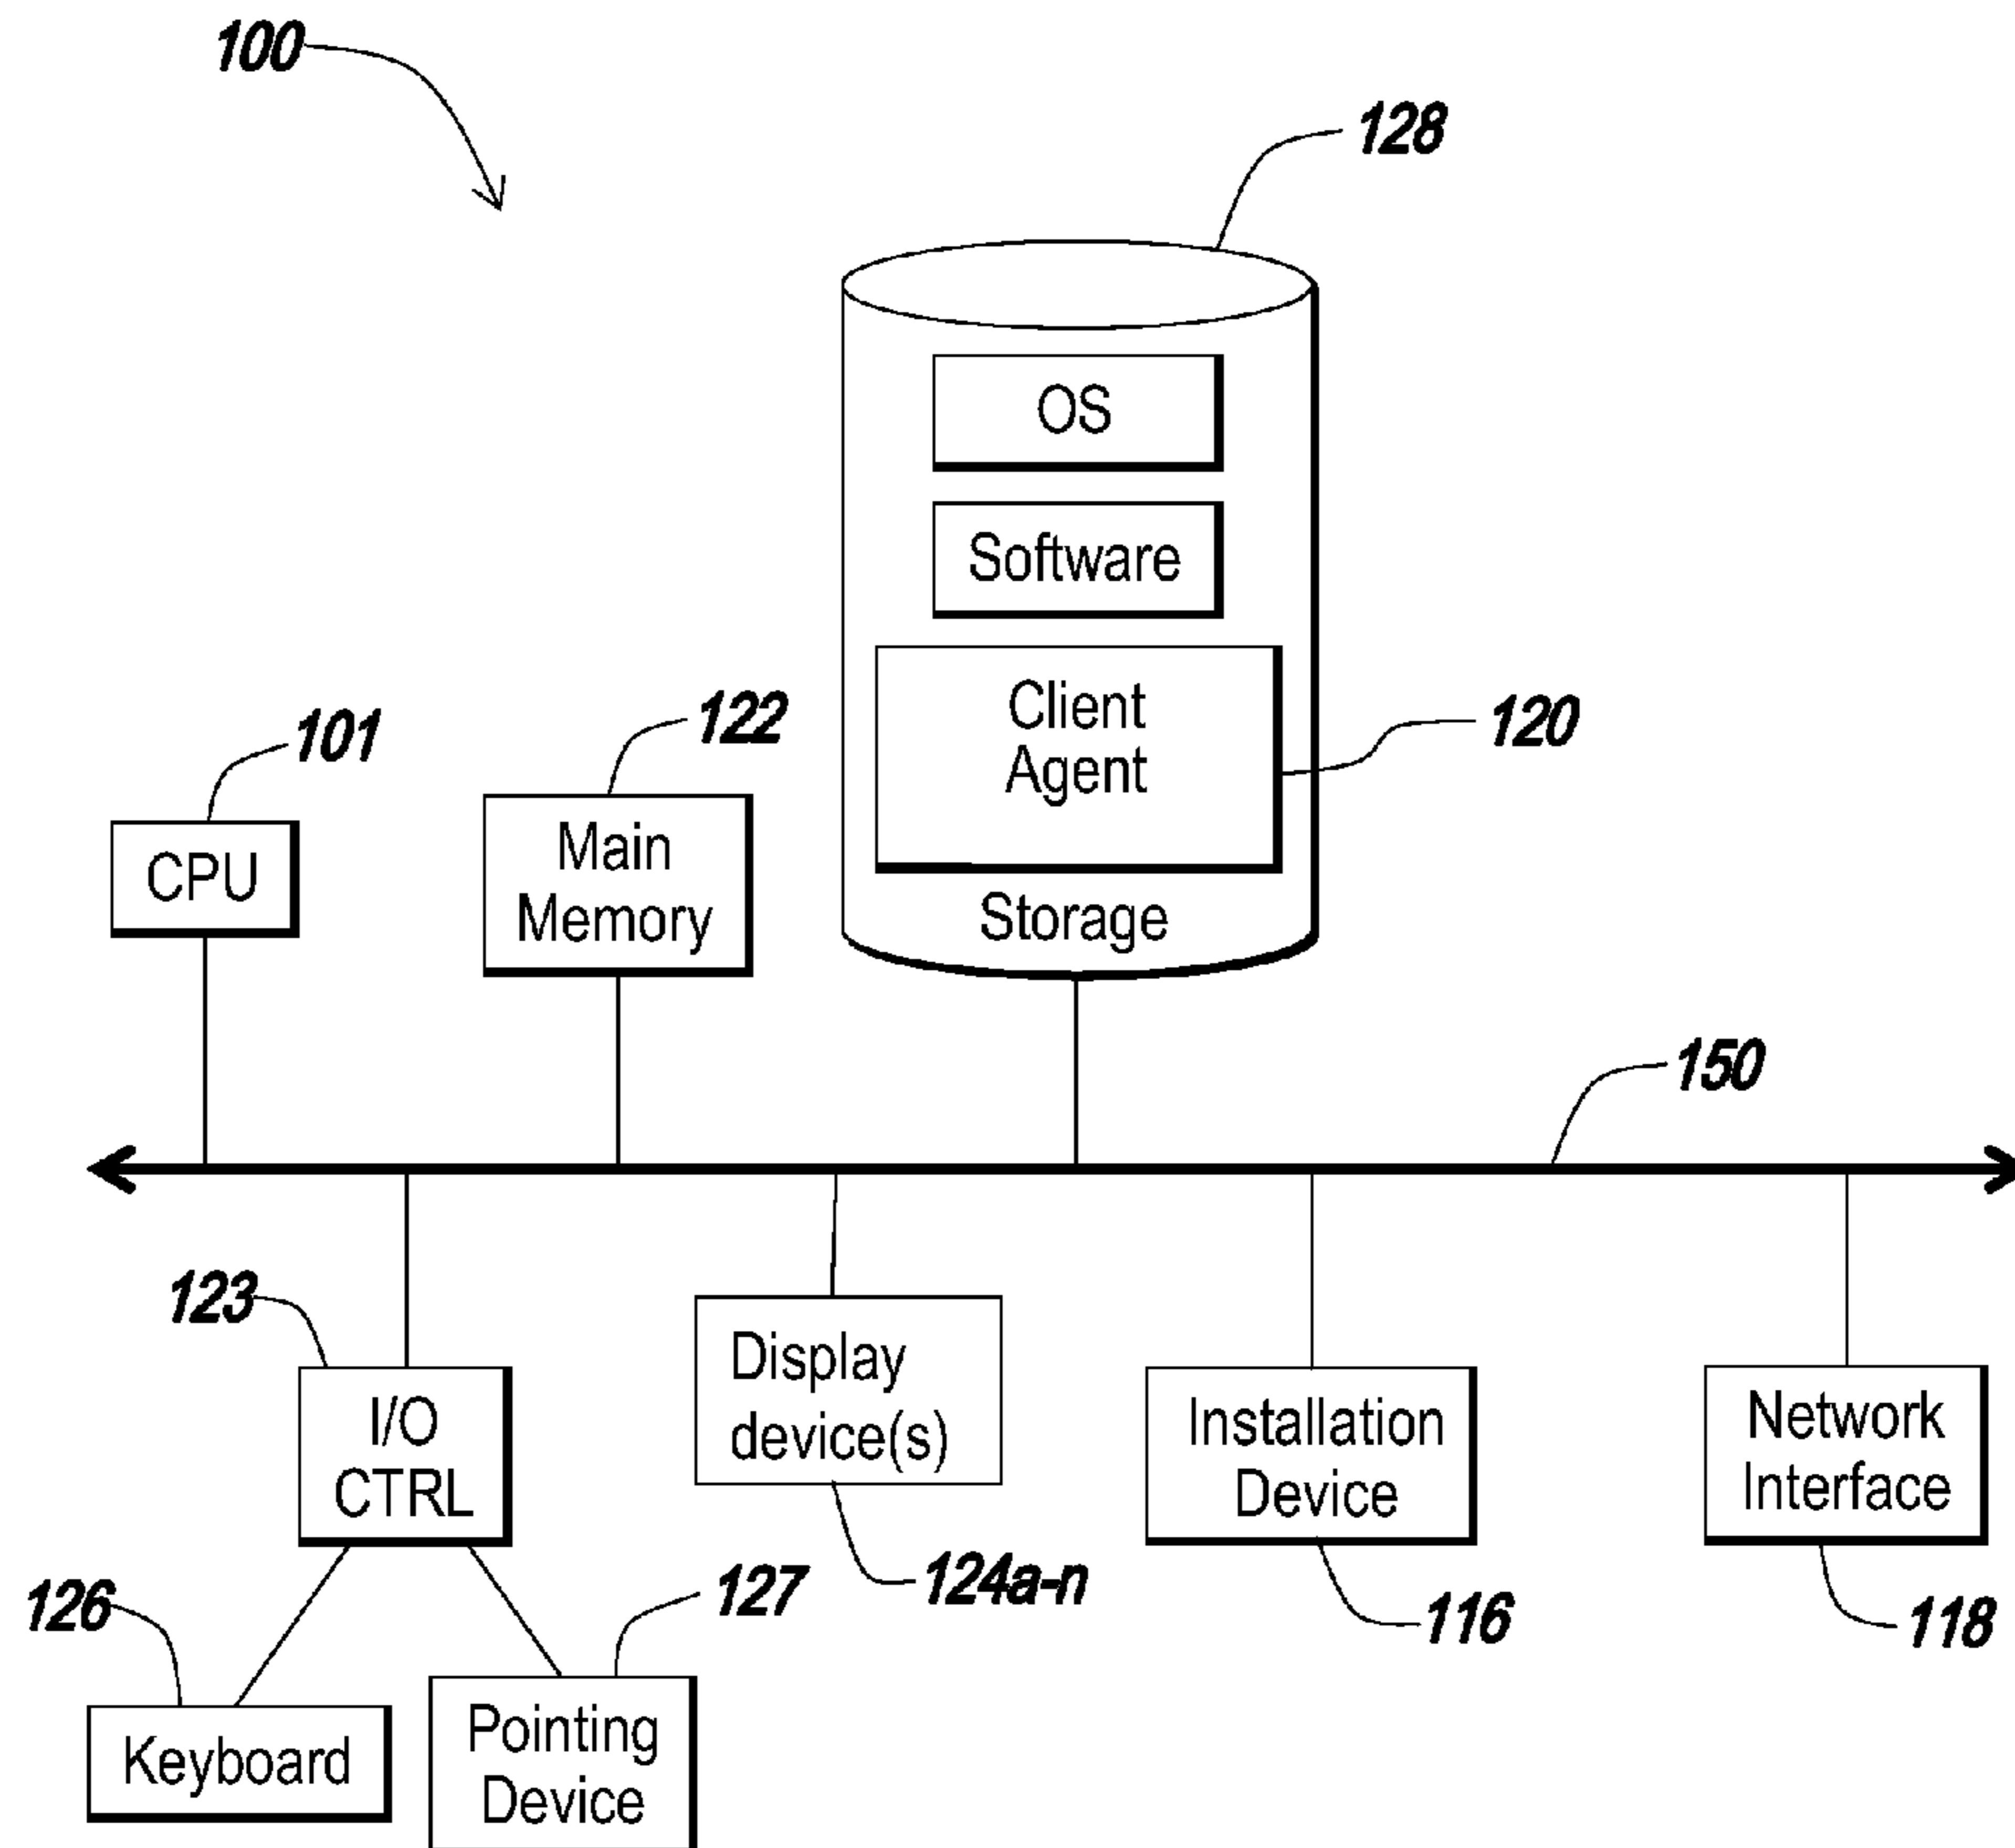 100
128
OS
Software
Client
Agent
120
Storage
101
CPU
122
Main
Memory
150
123
I/O
CTRL
Display
device(s)
124a-n
Installation
Device
116
Network
Interface
118
126
Keyboard
127
Pointing
Device